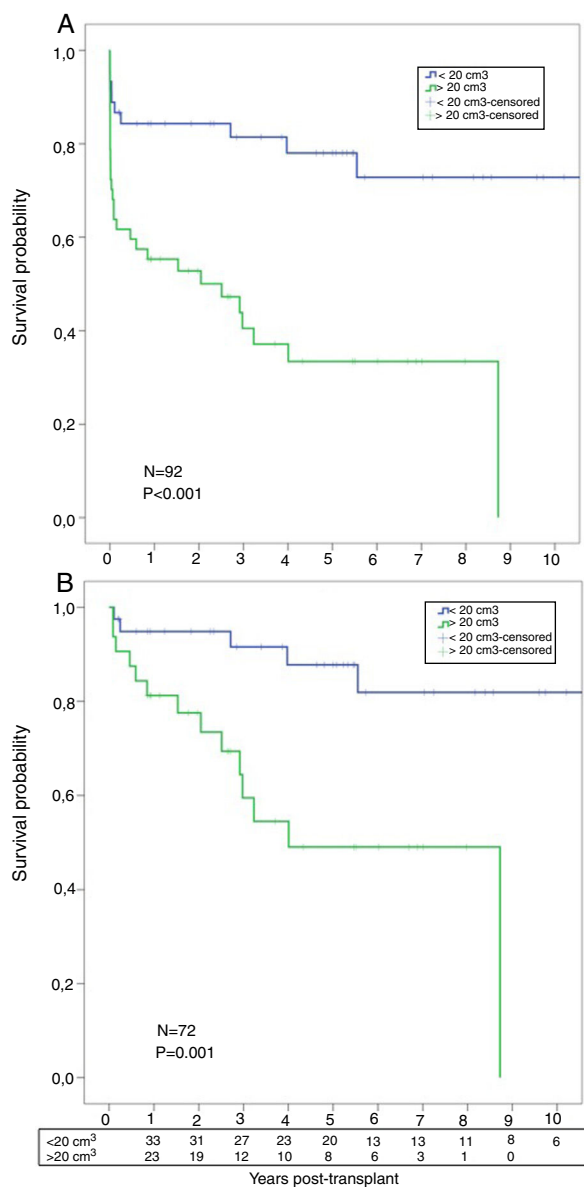 A
1,0
0,8
0,6
0,4
0,2
0,0
Survival probability
< 20 cm3
> 20 cm3
< 20 cm3-censored
> 20 cm3-censored
N=92
P<0.001
0 1 2 3 4 5 6 7 8 9 10
B
1,0
0,8
0,6
0,4
0,2
0,0
Survival probability
< 20 cm3
> 20 cm3
< 20 cm3-censored
> 20 cm3-censored
N=72
P=0.001
0 1 2 3 4 5 6 7 8 9 10
<20 cm³ 33 31 27 23 20 13 13 11 8 6
>20 cm³ 23 19 12 10 8 6 3 1 0
Years post-transplant